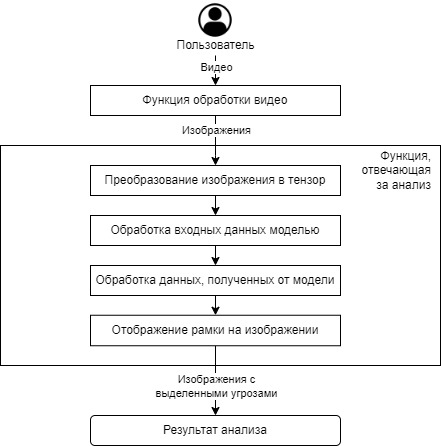 Пользователь
Видео
Функция обработки видео
Изображения
Функция,
отвечающая
за анализ
Преобразование изображения в тензор
Обработка входных данных моделью
Обработка данных, полученных от модели
Отображение рамки на изображении
Изображения с
выделенными угрозами
Результат анализа